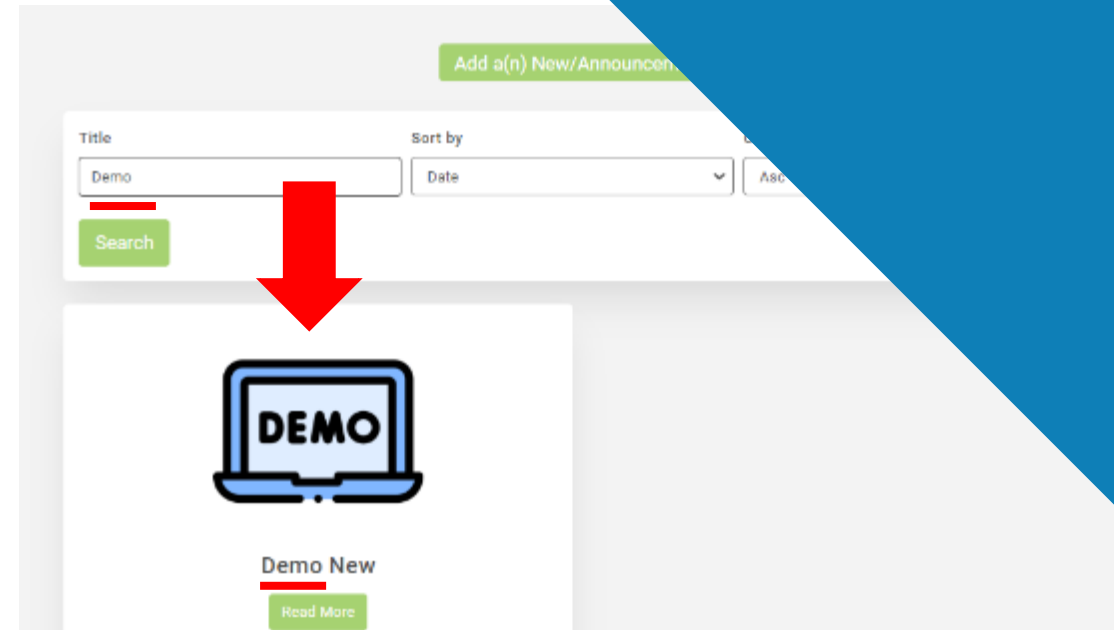 Add a(n) New/Announcem
Title
Sort by
Demo
Date
Asc
Search
DEMO
Demo New
Read More